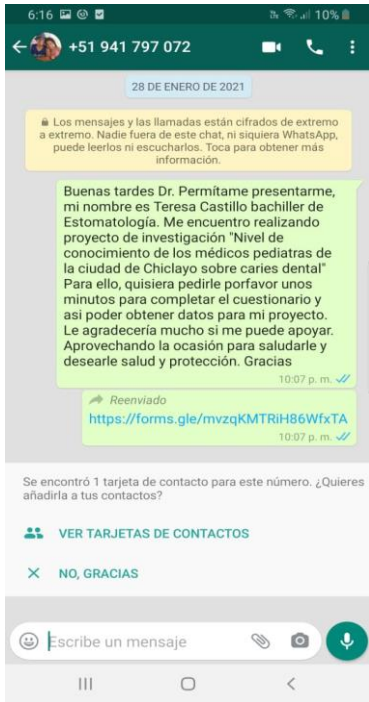 6:16 10%
+51 941 797 072
28 DE ENERO DE 2021
Los mensajes y las llamadas están cifrados de extremo
a extremo. Nadie fuera de este chat, ni siquiera WhatsApp,
puede leerlos ni escucharlos. Toca para obtener más
información.
Buenas tardes Dr. Permítame presentarme,
mi nombre es Teresa Castillo bachiller de
Estomatología. Me encuentro realizando
proyecto de investigación "Nivel de
conocimiento de los médicos pediatras de
la ciudad de Chiclayo sobre caries dental"
Para ello, quisiera pedirle porfavor unos
minutos para completar el cuestionario y
asi poder obtener datos para mi proyecto.
Le agradecería mucho si me puede apoyar.
Aprovechando la ocasión para saludarle y
desearle salud y protección. Gracias
10:07 p. m.
Reenviado
https://forms.gle/mvzqKMTRiH86WfxTA
10:07 p. m.
Se encontró 1 tarjeta de contacto para este número. ¿Quieres
añadirla a tus contactos?
VER TARJETAS DE CONTACTOS
NO, GRACIAS
Escribe un mensaje